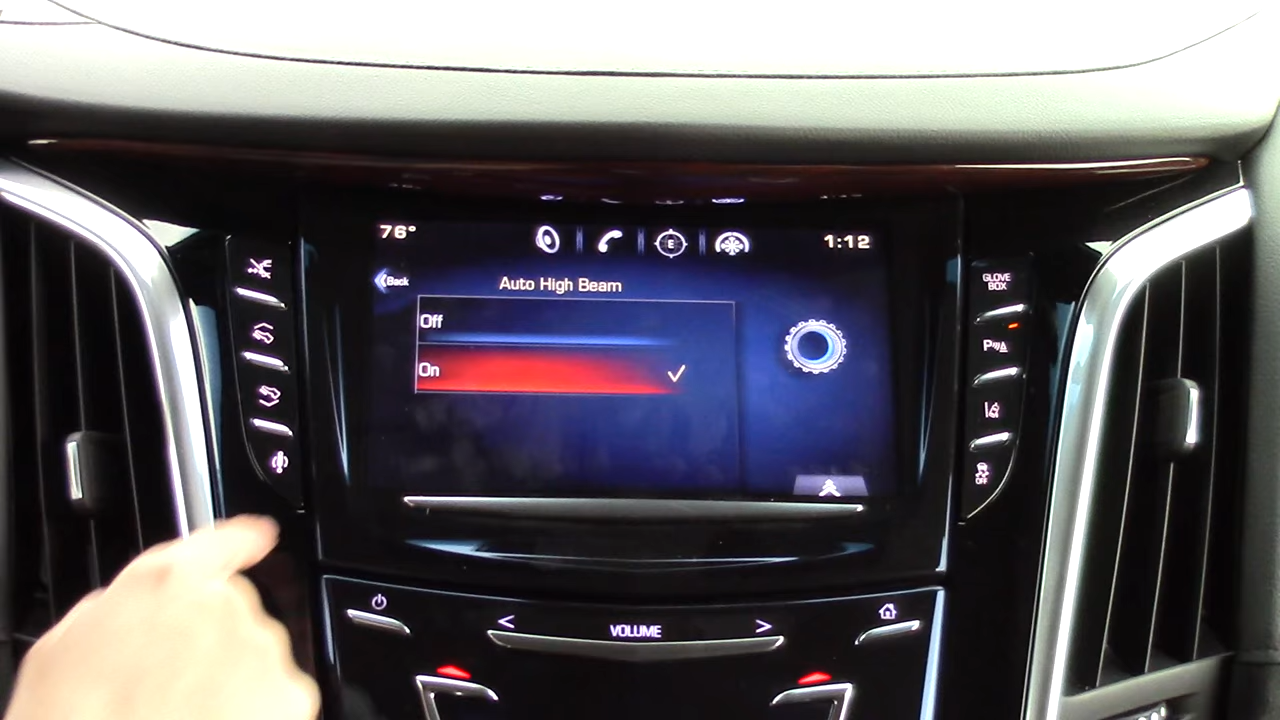 76° E 1:12
Back
Auto High Beam
Off
On
GLOVE
BOX
P
OFF
VOLUME